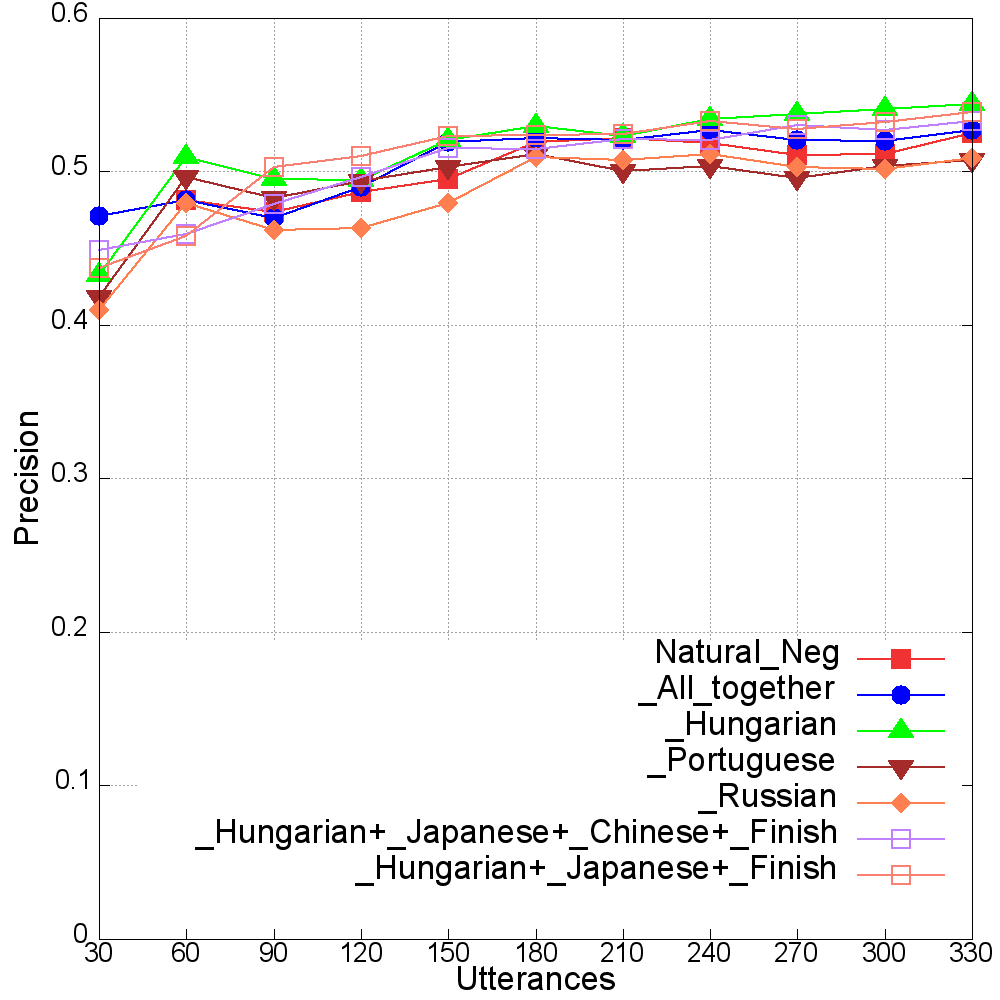 0.6
0.5
0.4
0.3
0.2
0.1
0
Precision
30 60 90 120 150 180 210 240 270 300 330
Utterances
Natural_Neg
_All_together
_Hungarian
_Portuguese
_Russian
_Hungarian+_Japanese+_Chinese+_Finish
_Hungarian+_Japanese+_Finish